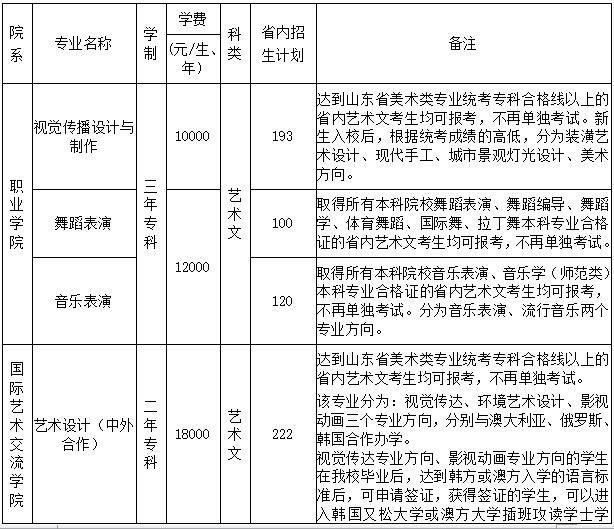 院系
专业名称
学制
学费
(元/生、年)
科类
省内招生计划
备注
职业学院
视觉传播设计与
制作
三年专科
10000
艺术文
193
达到山东省美术类专业统考专科合格线以上的
省内艺术文考生均可报考，不再单独考试。新
生入校后，根据统考成绩的高低，分为装潢艺
术设计、现代手工、城市景观灯光设计、美术
方向。
舞蹈表演
12000
100
取得所有本科院校舞蹈表演、舞蹈编导、舞蹈
学、体育舞蹈、国际舞、拉丁舞本科专业合格
证的省内艺术文考生均可报考，不再单独考试。
音乐表演
120
取得所有本科院校音乐表演、音乐学（师范类）
本科专业合格证的省内艺术文考生均可报考，
不再单独考试。分为音乐表演、流行音乐两个
专业方向。
国际艺术交流学院
艺术设计（中外
合作）
二年专科
18000
艺术文
222
达到山东省美术类专业统考专科合格线以上的
省内艺术文考生均可报考，不再单独考试。
该专业分为：视觉传达、环境艺术设计、影视
动画三个专业方向，分别与澳大利亚、俄罗斯、
韩国合作办学。
视觉传达专业方向、影视动画专业方向的学生
在我校毕业后，达到韩方或澳方入学的语言标
准后，可申请签证，获得签证的学生，可以进
入韩国又松大学或澳方大学插班攻读学士学